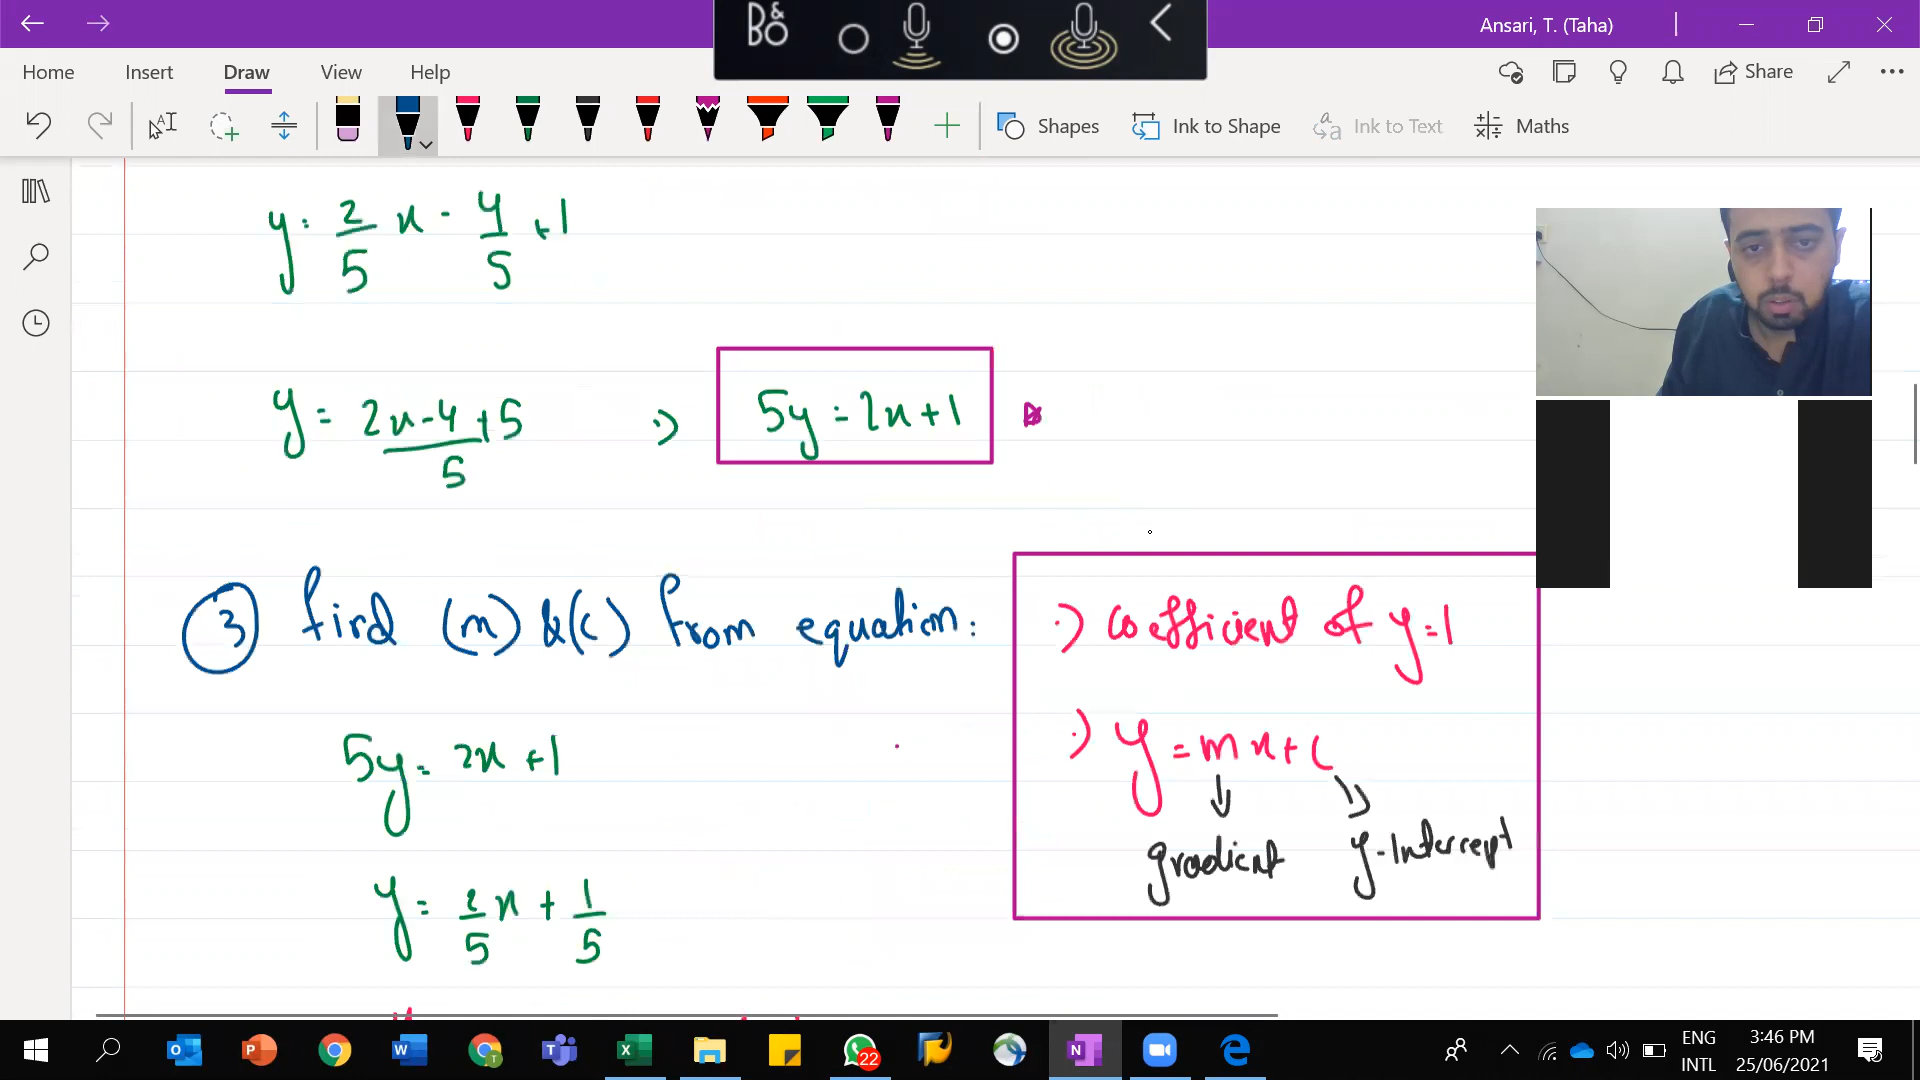 Ansari, T. (Taha)
B&O
Home Insert Draw View Help
Share
Shapes Ink to Shape Ink to Text Maths
y = 2/5 x - 4/5 + 1
y = (2x - 4 + 5)/5 :) 5y = 2x + 1
③ find (m) & (c) from equation:
5y = 2x + 1
y = 2/5 x + 1/5
:) coefficient of y = 1
:) y = mx + c
gradient y-Intercept
22
ENG
INTL
3:46 PM
25/06/2021